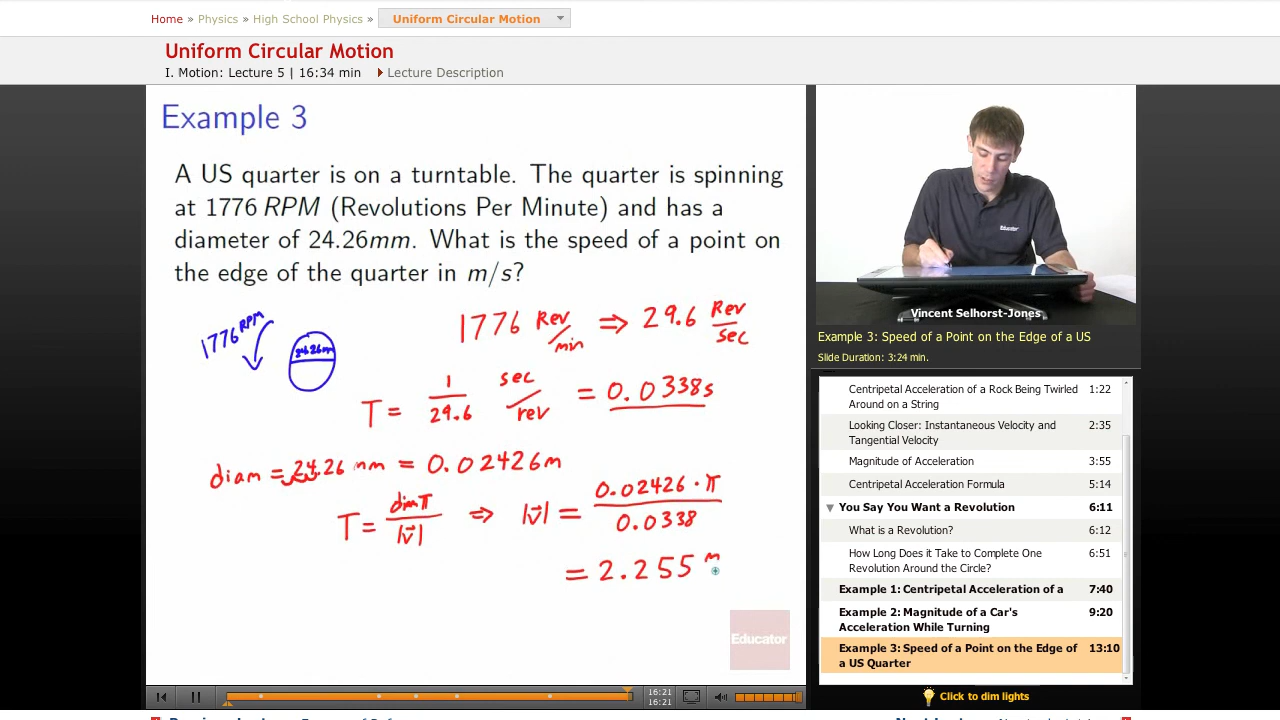 Home » Physics » High School Physics » Uniform Circular Motion
Uniform Circular Motion
I. Motion: Lecture 5 | 16:34 min Lecture Description
Example 3
A US quarter is on a turntable. The quarter is spinning
at 1776 RPM (Revolutions Per Minute) and has a
diameter of 24.26mm. What is the speed of a point on
the edge of the quarter in m/s?
1776 RPM
24.26mm
1776 Rev/min ⇒ 29.6 Rev/sec
T = 1/29.6 sec/rev = 0.0338s
diam = 24.26 mm = 0.02426m
T = dimπ/|v⃗| ⇒ |v⃗| = 0.02426·π/0.0338
= 2.255 m
Educator
Educator
Vincent Selhorst-Jones
Example 3: Speed of a Point on the Edge of a US
Slide Duration: 3:24 min.
Centripetal Acceleration of a Rock Being Twirled 1:22
Around on a String
Looking Closer: Instantaneous Velocity and 2:35
Tangential Velocity
Magnitude of Acceleration 3:55
Centripetal Acceleration Formula 5:14
You Say You Want a Revolution 6:11
What is a Revolution? 6:12
How Long Does it Take to Complete One 6:51
Revolution Around the Circle?
Example 1: Centripetal Acceleration of a 7:40
Example 2: Magnitude of a Car's 9:20
Acceleration While Turning
Example 3: Speed of a Point on the Edge of 13:10
a US Quarter
16:21
16:21
Click to dim lights